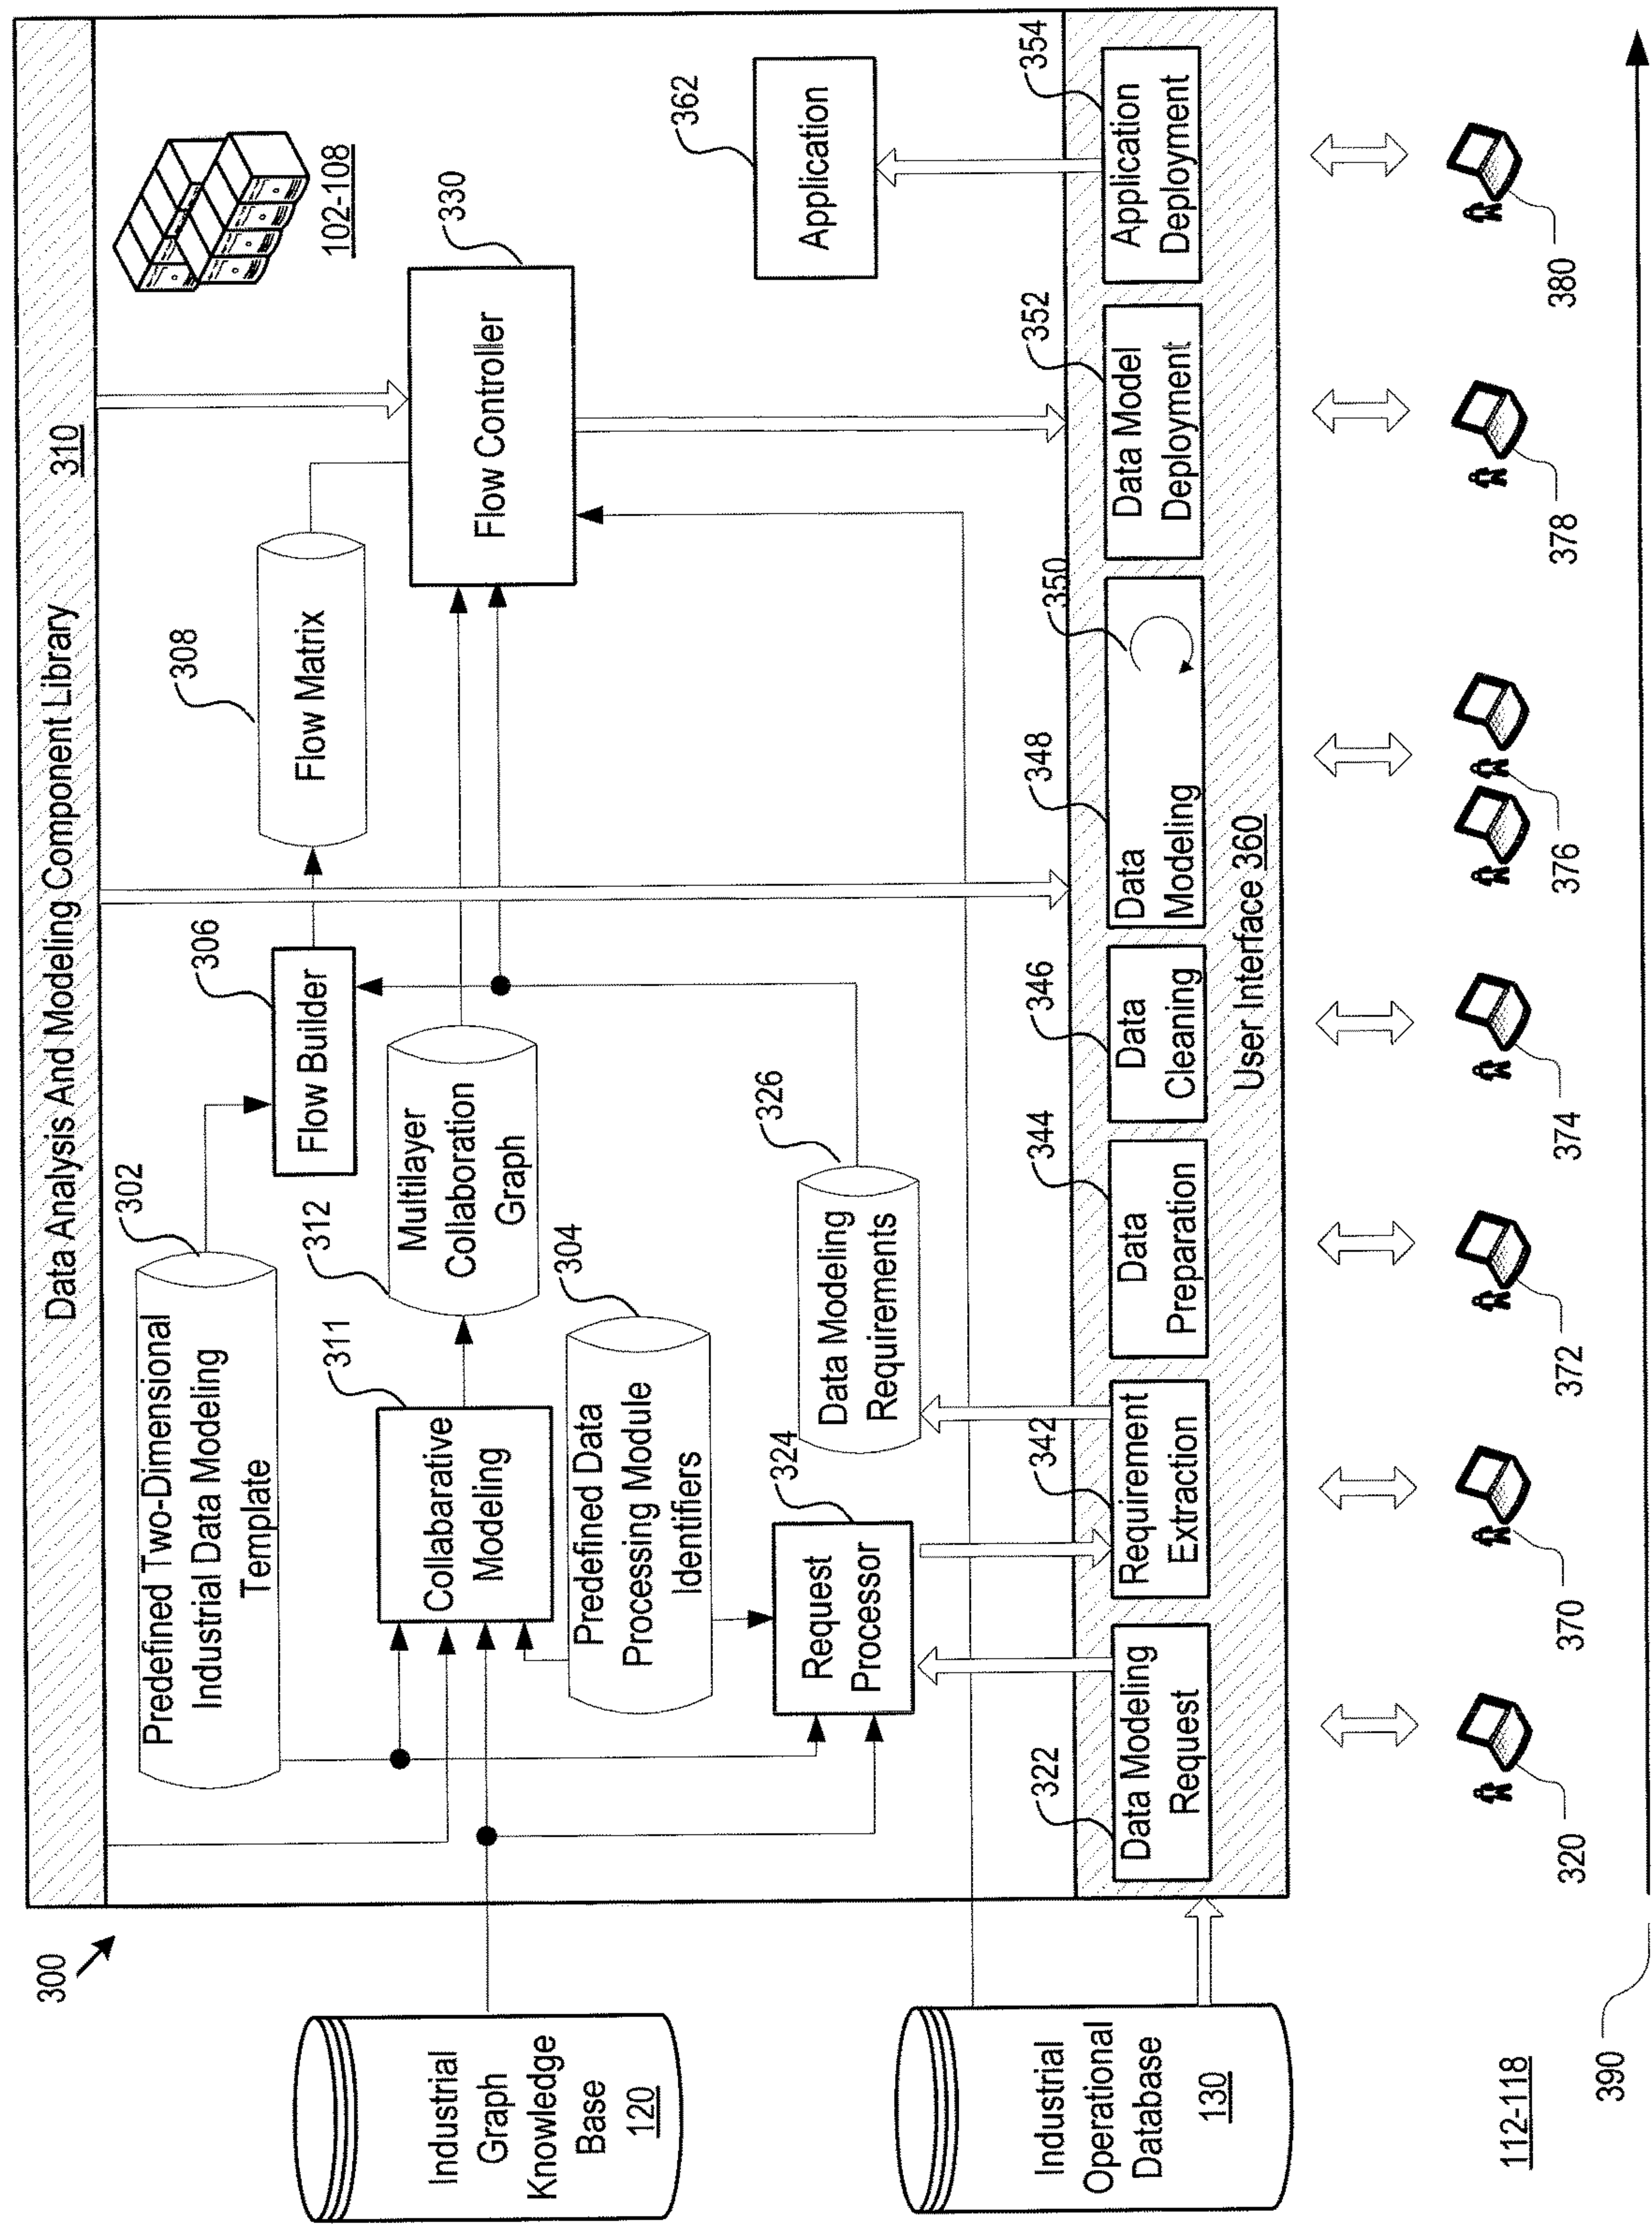 300
Data Analysis And Modeling Component Library 310
Predefined Two-Dimensional
Industrial Data Modeling
Template
302
Flow Builder
306
Flow Matrix
308
102-108
Collabarative
Modeling
311
Multilayer
Collaboration
Graph
312
Flow Controller
330
Predefined Data
Processing Module
Identifiers
304
Request
Processor
324
Data Modeling
Requirements
326
Application
362
Industrial
Graph
Knowledge
Base
120
Industrial
Operational
Database
130
Data Modeling
Request
322
Requirement
Extraction
342
Data
Preparation
344
Data
Cleaning
346
Data
Modeling
348
350
Data Model
Deployment
352
Application
Deployment
354
User Interface 360
112-118
320
370
372
374
376
378
380
390